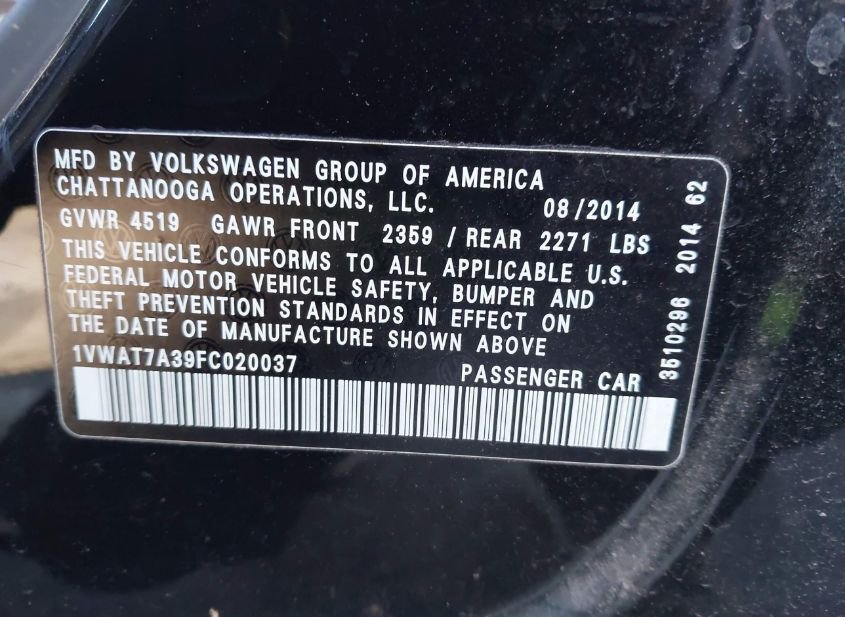 MFD BY VOLKSWAGEN GROUP OF AMERICA
CHATTANOOGA OPERATIONS, LLC. 08/2014
GVWR 4519 GAWR FRONT 2359 / REAR 2271 LBS
THIS VEHICLE CONFORMS TO ALL APPLICABLE U.S.
FEDERAL MOTOR VEHICLE SAFETY, BUMPER AND
THEFT PREVENTION STANDARDS IN EFFECT ON
THE DATE OF MANUFACTURE SHOWN ABOVE
1VWAT7A39FC020037 PASSENGER CAR
3510296 2014 62